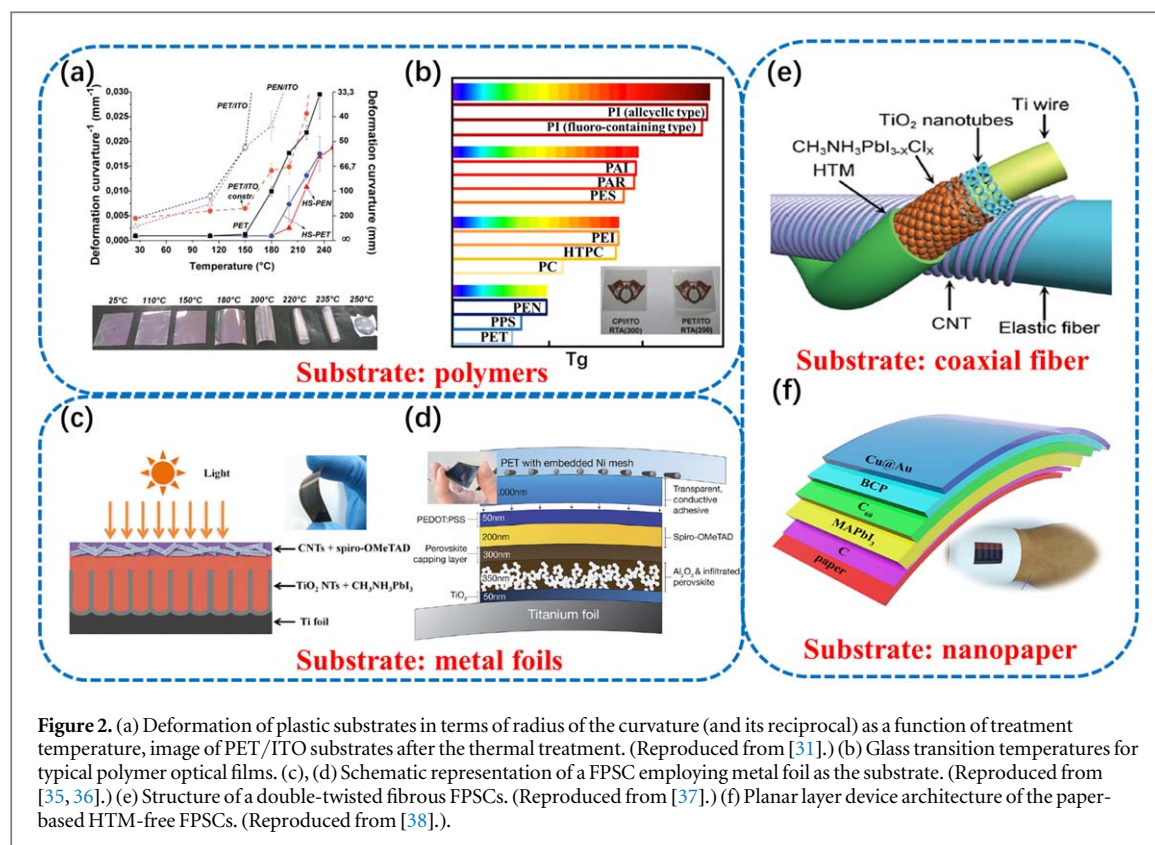 (a)
PEN/ITO
PET/ITO
0,030
0,025
0,020
0,015
0,010
0,005
0,000
33,3
40
50
66,7
100
200
∞
Deformation curvarture⁻¹ (mm⁻¹)
Deformation curvarture (mm)
PET/ITO
constr.
PET
HS-PEN
HS-PET
30 60 90 120 150 180 210 240
Temperature (°C)
25°C 110°C 150°C 180°C 200°C 220°C 235°C 250°C
(b)
PI (allcycllc type)
PI (fluoro-containing type)
PAI
PAR
PES
PEI
HTPC
PC
PEN
PPS
PET
CPI/ITO
RTA(300)
PET/ITO
RTA(200)
Tg
Substrate: polymers
(c)
Light
CNTs + spiro-OMeTAD
TiO₂ NTs + CH₃NH₃PbI₃
Ti foil
(d)
PET with embedded Ni mesh
.000nm
Transparent,
conductive
adhesive
PEDOT:PSS
50nm
200nm
Spiro-OMeTAD
Perovskite
capping layer
300nm
350nm
Al₂O₃ &
infiltrated
perovskite
TiO₂
50nm
Titanium foil
Substrate: metal foils
(e)
Ti wire
TiO₂ nanotubes
CH₃NH₃PbI₃₋ₓClₓ
HTM
CNT
Elastic fiber
Substrate: coaxial fiber
(f)
Cu@Au
BCP
C₆₀
MAPbI₃
C
paper
Substrate: nanopaper
Figure 2. (a) Deformation of plastic substrates in terms of radius of the curvature (and its reciprocal) as a function of treatment
temperature, image of PET/ITO substrates after the thermal treatment. (Reproduced from [31].) (b) Glass transition temperatures for
typical polymer optical films. (c), (d) Schematic representation of a FPSC employing metal foil as the substrate. (Reproduced from
[35, 36].) (e) Structure of a double-twisted fibrous FPSCs. (Reproduced from [37].) (f) Planar layer device architecture of the paper-
based HTM-free FPSCs. (Reproduced from [38].).